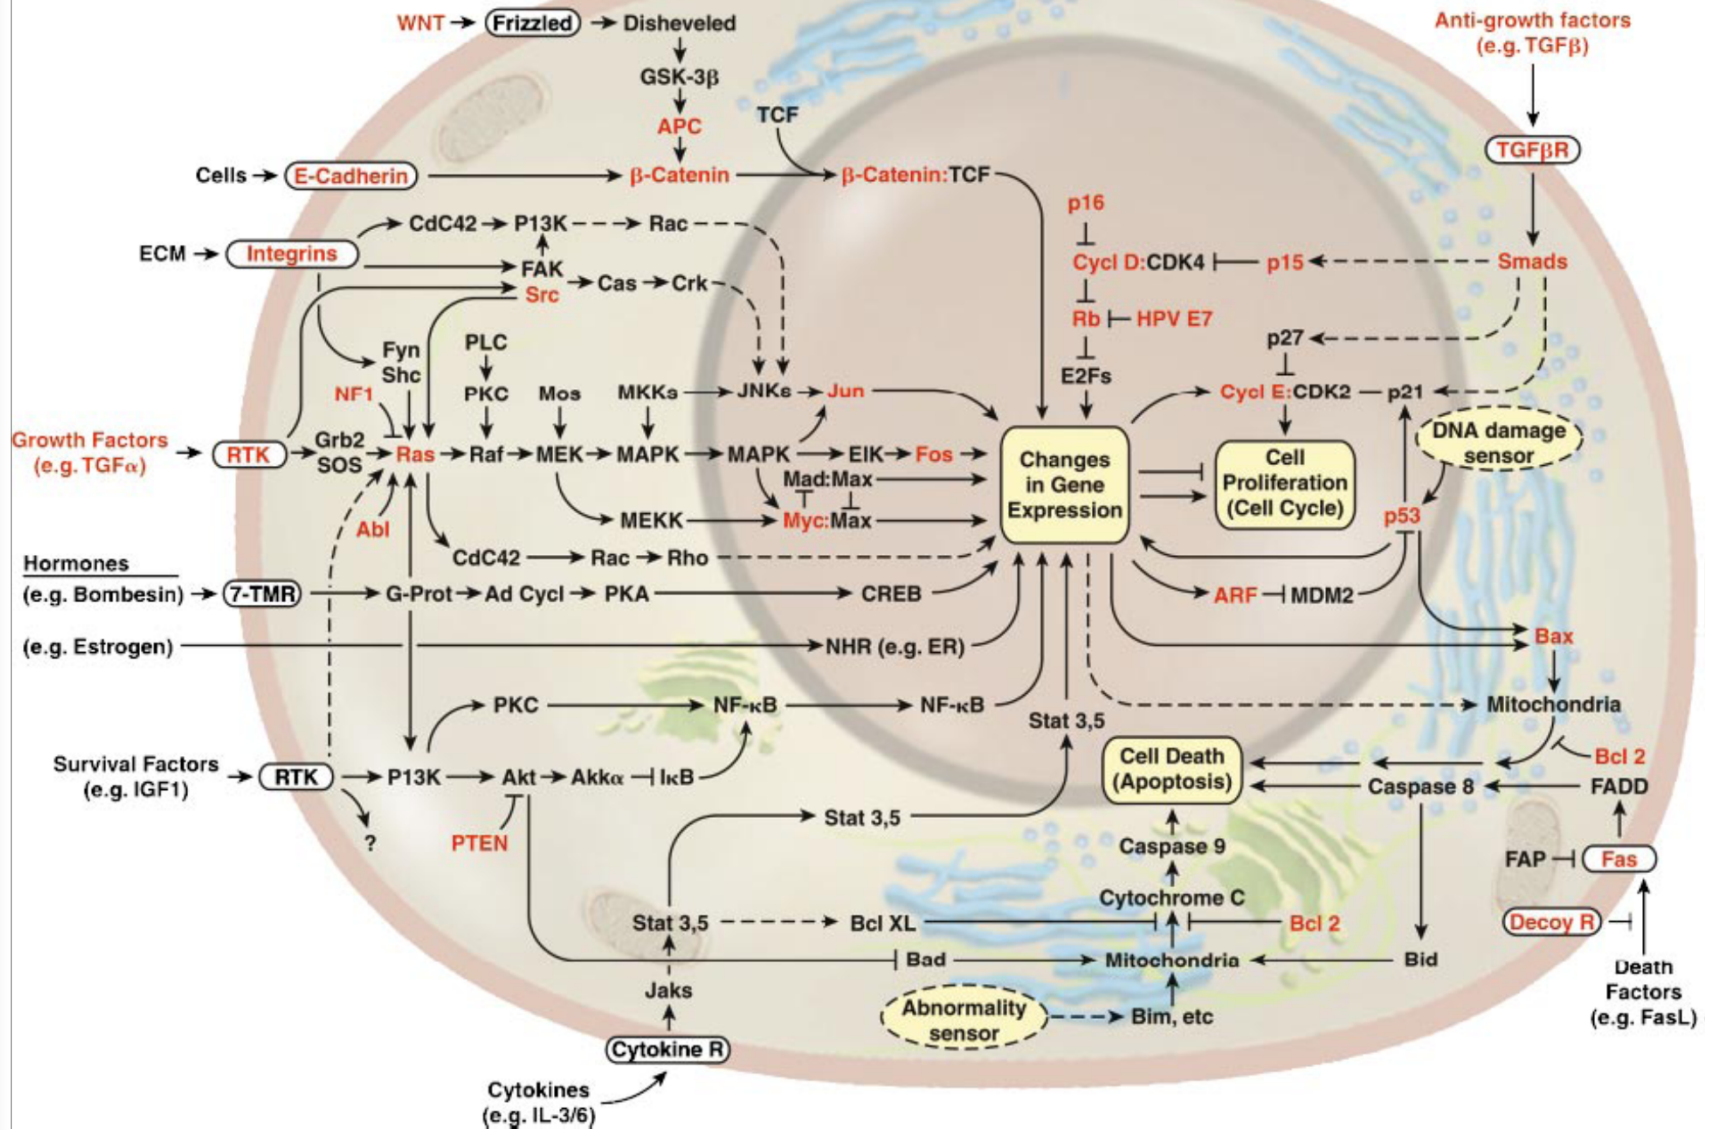 WNT Frizzled Disheveled
Anti-growth factors
(e.g. TGFβ)
GSK-3β
TCF
APC
TGFβR
Cells E-Cadherin β-Catenin β-Catenin:TCF
p16
CdC42 P13K Rac
ECM Integrins
FAK
Src
Cas Crk
Cycl D:CDK4 p15 Smads
Rb HPV E7
PLC
p27
Fyn
Shc
E2Fs
NF1 PKC Mos MKKs JNKs Jun
Cycl E:CDK2 p21
DNA damage
sensor
Growth Factors
(e.g. TGFα)
RTK
Grb2
SOS
Ras Raf MEK MAPK MAPK ElK Fos
Mad:Max
Changes
in Gene
Expression
Cell
Proliferation
(Cell Cycle)
Abl MEKK Myc:Max
p53
CdC42 Rac Rho
Hormones
(e.g. Bombesin) 7-TMR G-Prot Ad Cycl PKA CREB
ARF MDM2
(e.g. Estrogen) NHR (e.g. ER)
Bax
PKC NF-κB NF-κB
Stat 3,5
Mitochondria
Survival Factors
(e.g. IGF1)
RTK P13K Akt Akkα IκB
Cell Death
(Apoptosis)
Bcl 2
Caspase 8 FADD
? PTEN
Stat 3,5
Caspase 9
FAP Fas
Cytochrome C
Stat 3,5 Bcl XL Bcl 2
Decoy R
Bad Mitochondria Bid
Death
Factors
(e.g. FasL)
Jaks
Abnormality
sensor
Bim, etc
Cytokine R
Cytokines
(e.g. IL-3/6)